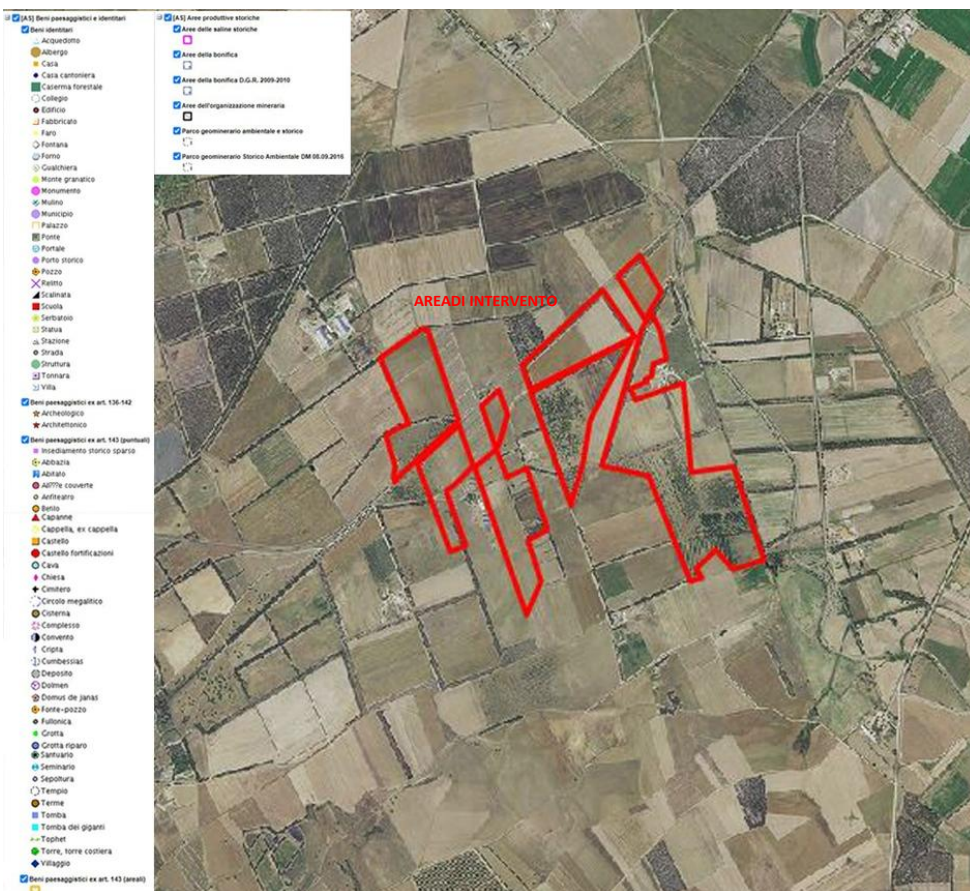 [AS] Beni paesaggistici e identitari
Beni identitari
Acquedotto
Albergo
Casa
Casa cantoniera
Caserma forestale
Collegio
Edificio
Fabbricato
Faro
Fontana
Forno
Gualchiera
Monte granatico
Monumento
Mulino
Municipio
Palazzo
Ponte
Portale
Porto storico
Pozzo
Relitto
Scalinata
Scuola
Serbatoio
Statua
Stazione
Strada
Struttura
Tonnara
Villa
Beni paesaggistici ex art. 136-142
Archeologico
Architettonico
Beni paesaggistici ex art. 143 (puntuali)
Insediamento storico sparso
Abbazia
Abitato
All???e couverte
Anfiteatro
Betilo
Capanne
Cappella, ex cappella
Castello
Castello fortificazioni
Cava
Chiesa
Cimitero
Circolo megalitico
Cisterna
Complesso
Convento
Cripta
Cumbessias
Deposito
Dolmen
Domus de janas
Fonte-pozzo
Fullonica
Grotta
Grotta riparo
Santuario
Seminario
Sepoltura
Tempio
Terme
Tomba
Tomba dei giganti
Tophet
Torre, torre costiera
Villaggio
Beni paesaggistici ex art. 143 (areali)
[AS] Aree produttive storiche
Aree delle saline storiche
Aree della bonifica
Aree della bonifica D.G.R. 2009-2010
Aree dell'organizzazione mineraria
Parco geominerario ambientale e storico
Parco geominerario Storico Ambientale DM 08.09.2016
AREADI INTERVENTO